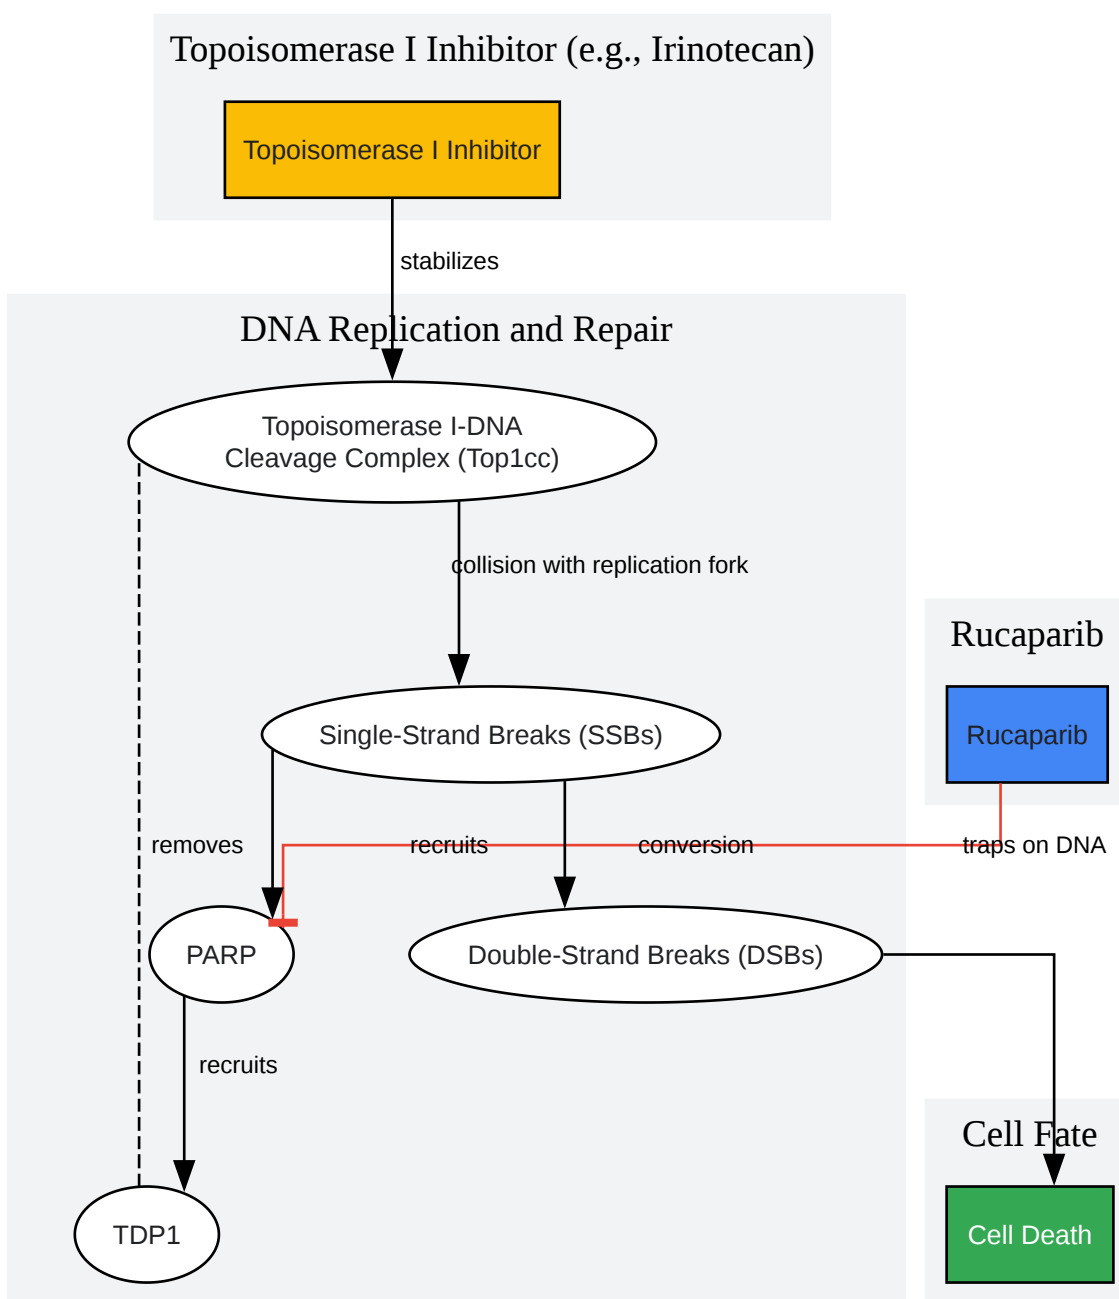 Topoisomerase I Inhibitor (e.g., Irinotecan)
Topoisomerase I Inhibitor
stabilizes
DNA Replication and Repair
Topoisomerase I-DNA
Cleavage Complex (Top1cc)
collision with replication fork
Rucaparib
Single-Strand Breaks (SSBs)
Rucaparib
removes
recruits
conversion
traps on DNA
PARP
Double-Strand Breaks (DSBs)
recruits
Cell Fate
TDP1
Cell Death